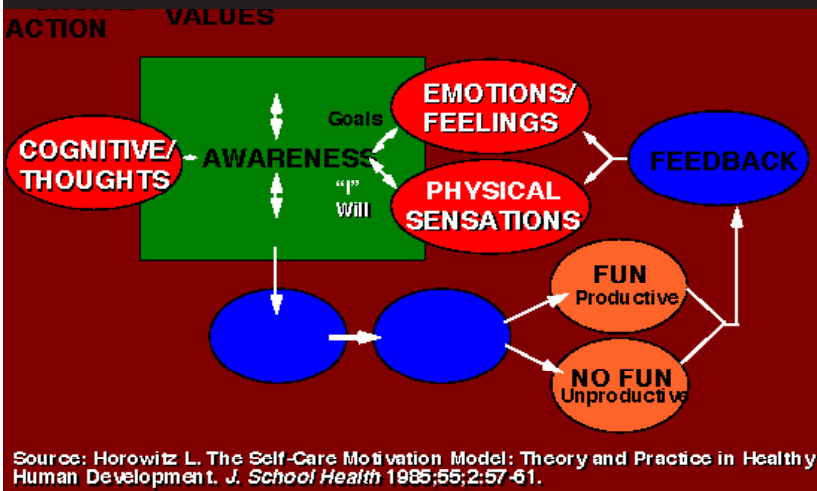 ACTION
VALUES
Goals
EMOTIONS/
FEELINGS
COGNITIVE/
THOUGHTS
AWARENESS
FEEDBACK
“I”
Will
PHYSICAL
SENSATIONS
FUN
Productive
NO FUN
Unproductive
Source: Horowitz L. The Self-Care Motivation Model: Theory and Practice in Healthy
Human Development. J. School Health 1985;55;2:57-61.